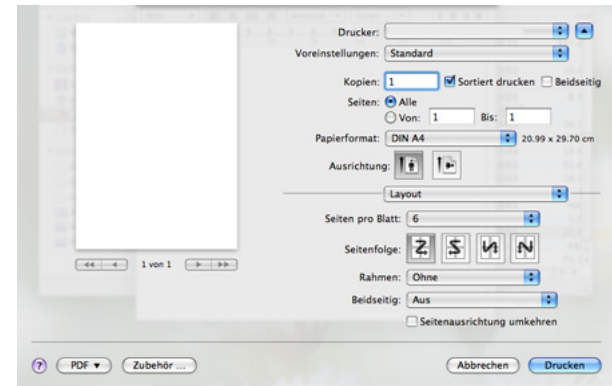 Drucker:
Voreinstellungen: Standard
Kopien: 1 Sortiert drucken Beidseitig
Seiten: Alle
Von: 1 Bis: 1
Papierformat: DIN A4 20.99 x 29.70 cm
Ausrichtung:
Layout
Seiten pro Blatt: 6
Seitenfolge:
1 von 1
Rahmen: Ohne
Beidseitig: Aus
Seitenausrichtung umkehren
? PDF Zubehör ... Abbrechen Drucken